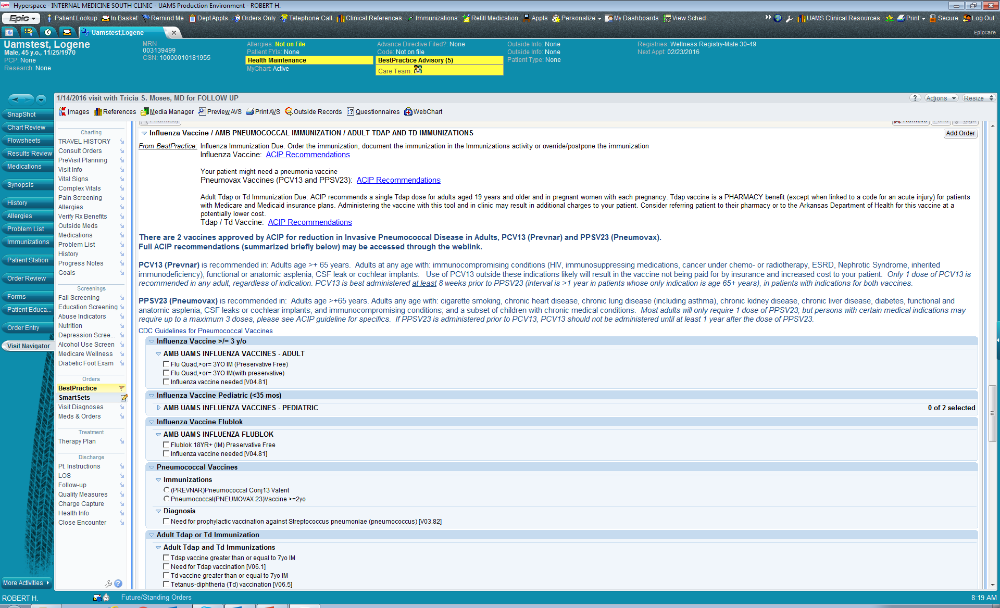 Hyperspace - INTERNAL MEDICINE SOUTH CLINIC - UAMS Production Environment - ROBERT H.
Epic Patient Lookup In Basket Remind Me Dept Appts Orders Only Telephone Call Clinical References Immunizations Refill Medication Appts Personalize My Dashboards View Sched UAMS Clinical Resources Print Secure Log Out
Uamstest,Logene
EpicCare
Uamstest, Logene
Male, 45 y.o., 11/25/1970
PCP: None
Research: None
MRN
003139499
CSN: 10000010181955
Allergies: Not on File
Patient FYIs: None
Health Maintenance
MyChart: Active
Advance Directive Filed?: None
Code: Not on file
BestPractice Advisory (5)
Care Team:
Outside Info: None
Outside Info: None
Patient Type: None
Registries: Wellness Registry-Male 30-49
Next Appt: 02/23/2016
1/14/2016 visit with Tricia S. Moses, MD for FOLLOW UP
? Actions Resize
Images References Media Manager Preview AVS Print AVS Outside Records Questionnaires WebChart
SnapShot
Chart Review
Flowsheets
Results Review
Medications
Synopsis
History
Allergies
Problem List
Immunizations
Patient Station
Order Review
Forms
Patient Educa...
Order Entry
Visit Navigator
More Activities
Charting
TRAVEL HISTORY
Consult Orders
PreVisit Planning
Visit Info
Vital Signs
Complex Vitals
Pain Screening
Allergies
Verify Rx Benefits
Outside Meds
Medications
Problem List
History
Progress Notes
Goals
Screenings
Fall Screening
Education Screening
Abuse Indicators
Nutrition
Depression Scree...
Alcohol Use Screen
Medicare Wellness
Diabetic Foot Exam
Orders
BestPractice
SmartSets
Visit Diagnoses
Meds & Orders
Treatment
Therapy Plan
Discharge
Pt. Instructions
LOS
Follow-up
Quality Measures
Charge Capture
Health Info
Close Encounter
Pharmacy Remove
Influenza Vaccine / AMB PNEUMOCOCCAL IMMUNIZATION / ADULT TDAP AND TD IMMUNIZATIONS
Add Order
From BestPractice: Influenza Immunization Due. Order the immunization, document the immunization in the Immunizations activity or override/postpone the immunization
Influenza Vaccine: ACIP Recommendations
Your patient might need a pneumonia vaccine
Pneumovax Vaccines (PCV13 and PPSV23): ACIP Recommendations
Adult Tdap or Td Immunization Due: ACIP recommends a single Tdap dose for adults aged 19 years and older and in pregnant women with each pregnancy. Tdap vaccine is a PHARMACY benefit (except when linked to a code for an acute injury) for patients
with Medicare and Medicaid insurance plans. Administering the vaccine with this tool and in clinic may result in additional charges to your patient. Consider referring patient to their pharmacy or to the Arkansas Department of Health for this vaccine at a
potentially lower cost.
Tdap / Td Vaccine: ACIP Recommendations
There are 2 vaccines approved by ACIP for reduction in Invasive Pneumococcal Disease in Adults, PCV13 (Prevnar) and PPSV23 (Pneumovax).
Full ACIP recommendations (summarized briefly below) may be accessed through the weblink.
PCV13 (Prevnar) is recommended in: Adults age >+ 65 years. Adults at any age with: immunocompromising conditions (HIV, immunosuppressing medications, cancer under chemo- or radiotherapy, ESRD, Nephrotic Syndrome, inherited
immunodeficiency), functional or anatomic asplenia, CSF leak or cochlear implants. Use of PCV13 outside these indications likely will result in the vaccine not being paid for by insurance and increased cost to your patient. Only 1 dose of PCV13 is
recommended in any adult, regardless of indication. PCV13 is best administered at least 8 weeks prior to PPSV23 (interval is >1 year in patients whose only indication is age 65+ years), in patients with indications for both vaccines.
PPSV23 (Pneumovax) is recommended in: Adults age >+65 years. Adults any age with: cigarette smoking, chronic heart disease, chronic lung disease (including asthma), chronic kidney disease, chronic liver disease, diabetes, functional and
anatomic asplenia, CSF leaks or cochlear implants, and immunocompromising conditions; and a subset of children with chronic medical conditions. Most adults will only require 1 dose of PPSV23; but persons with certain medical indications may
require up to a maximum 3 doses, please see ACIP guideline for specifics. If PPSV23 is administered prior to PCV13, PCV13 should not be administered until at least 1 year after the dose of PPSV23.
CDC Guidelines for Pneumococcal Vaccines
Influenza Vaccine >/= 3 y/o
AMB UAMS INFLUENZA VACCINES - ADULT
Flu Quad,>or= 3YO IM (Preservative Free)
Flu Quad,>or= 3YO IM(with preservative)
Influenza vaccine needed [V04.81]
Influenza Vaccine Pediatric (<35 mos)
AMB UAMS INFLUENZA VACCINES - PEDIATRIC 0 of 2 selected
Influenza Vaccine Flublok
AMB UAMS INFLUENZA FLUBLOK
Flublok 18YR+ (IM) Preservative Free
Influenza vaccine needed [V04.81]
Pneumococcal Vaccines
Immunizations
(PREVNAR)Pneumococcal Conj13 Valent
Pneumococcal(PNEUMOVAX 23)Vaccine >=2yo
Diagnosis
Need for prophylactic vaccination against Streptococcus pneumoniae (pneumococcus) [V03.82]
Adult Tdap or Td Immunization
Adult Tdap and Td Immunizations
Tdap vaccine greater than or equal to 7yo IM
Need for Tdap vaccination [V06.1]
Td vaccine greater than or equal to 7yo IM
Tetanus-diphtheria (Td) vaccination [V06.5]
ROBERT H. Future/Standing Orders 8:19 AM